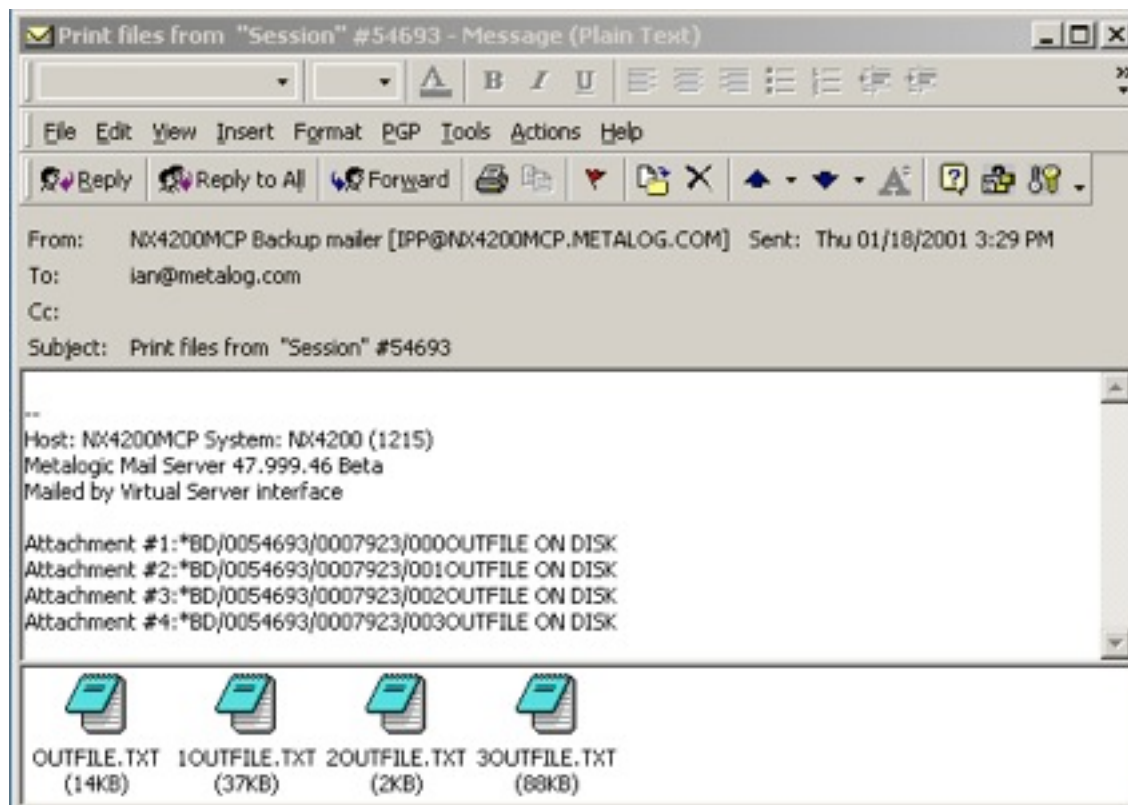 Print files from "Session" #54693 - Message (Plain Text)
A B I U
File Edit View Insert Format PGP Tools Actions Help
Reply Reply to All Forward A
From: NX4200MCP Backup mailer [IPP@NX4200MCP.METALOG.COM] Sent: Thu 01/18/2001 3:29 PM
To: ian@metalog.com
Cc:
Subject: Print files from "Session" #54693
--
Host: NX4200MCP System: NX4200 (1215)
Metalogic Mail Server 47.999.46 Beta
Mailed by Virtual Server interface
Attachment #1:*BD/0054693/0007923/000OUTFILE ON DISK
Attachment #2:*BD/0054693/0007923/001OUTFILE ON DISK
Attachment #3:*BD/0054693/0007923/002OUTFILE ON DISK
Attachment #4:*BD/0054693/0007923/003OUTFILE ON DISK
OUTFILE.TXT 1OUTFILE.TXT 2OUTFILE.TXT 3OUTFILE.TXT
(14KB) (37KB) (2KB) (88KB)